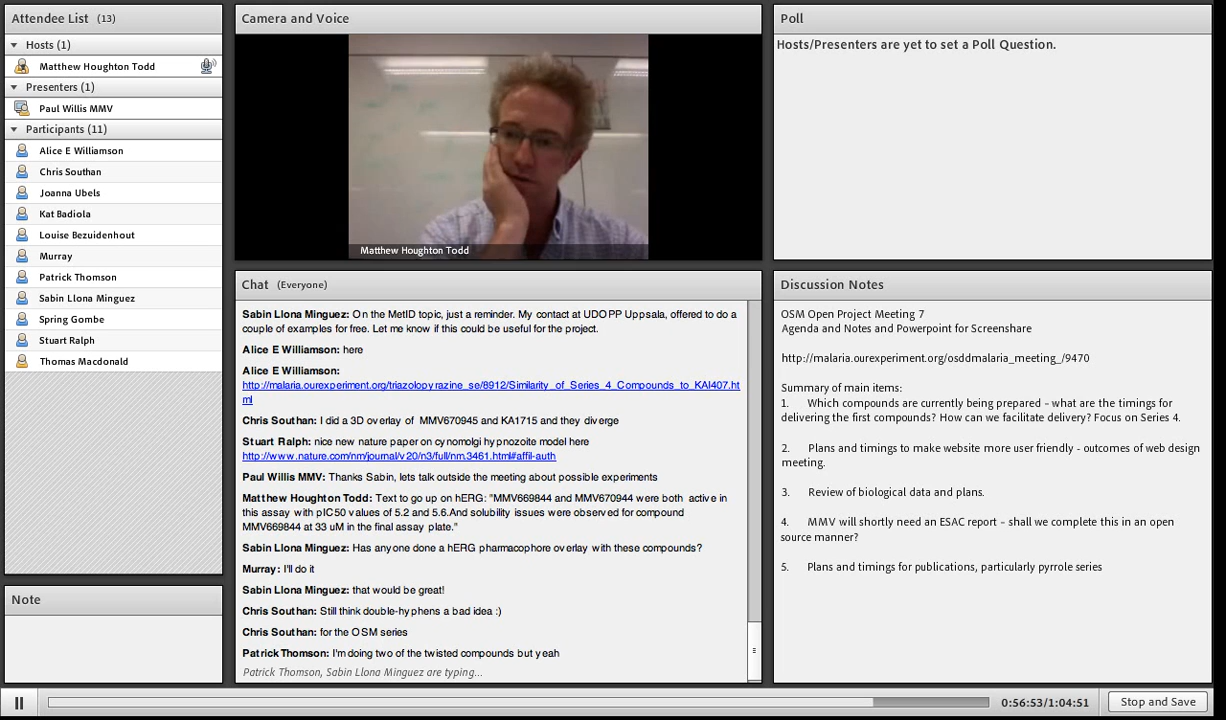 Attendee List (13)
Hosts (1)
Matthew Houghton Todd
Presenters (1)
Paul Willis MMV
Participants (11)
Alice E Williamson
Chris Southan
Joanna Ubels
Kat Badiola
Louise Bezuidenhout
Murray
Patrick Thomson
Sabin Llona Minguez
Spring Gombe
Stuart Ralph
Thomas Macdonald
Note
Camera and Voice
Matthew Houghton Todd
Chat (Everyone)
Sabin Llona Minguez: On the MetID topic, just a reminder. My contact at UDOPP Uppsala, offered to do a
couple of examples for free. Let me know if this could be useful for the project.
Alice E Williamson: here
Alice E Williamson:
http://malaria.ourexperiment.org/triazolopyrazine_se/8912/Similarity_of_Series_4_Compounds_to_KAI407.ht
ml
Chris Southan: I did a 3D overlay of MMV670945 and KA1715 and they diverge
Stuart Ralph: nice new nature paper on cynomolgi hypnozoite model here
http://www.nature.com/nm/journal/v20/n3/full/nm.3461.html#affil-auth
Paul Willis MMV: Thanks Sabin, lets talk outside the meeting about possible experiments
Matthew Houghton Todd: Text to go up on hERG: "MMV669844 and MMV670944 were both active in
this assay with pIC50 values of 5.2 and 5.6.And solubility issues were observed for compound
MMV669844 at 33 uM in the final assay plate."
Sabin Llona Minguez: Has anyone done a hERG pharmacophore overlay with these compounds?
Murray: I'll do it
Sabin Llona Minguez: that would be great!
Chris Southan: Still think double-hyphens a bad idea :)
Chris Southan: for the OSM series
Patrick Thomson: I'm doing two of the twisted compounds but yeah
Patrick Thomson, Sabin Llona Minguez are typing...
Poll
Hosts/Presenters are yet to set a Poll Question.
Discussion Notes
OSM Open Project Meeting 7
Agenda and Notes and Powerpoint for Screenshare
http://malaria.ourexperiment.org/osddmalaria_meeting_/9470
Summary of main items:
1. Which compounds are currently being prepared – what are the timings for
delivering the first compounds? How can we facilitate delivery? Focus on Series 4.
2. Plans and timings to make website more user friendly - outcomes of web design
meeting.
3. Review of biological data and plans.
4. MMV will shortly need an ESAC report – shall we complete this in an open
source manner?
5. Plans and timings for publications, particularly pyrrole series
0:56:53/1:04:51
Stop and Save